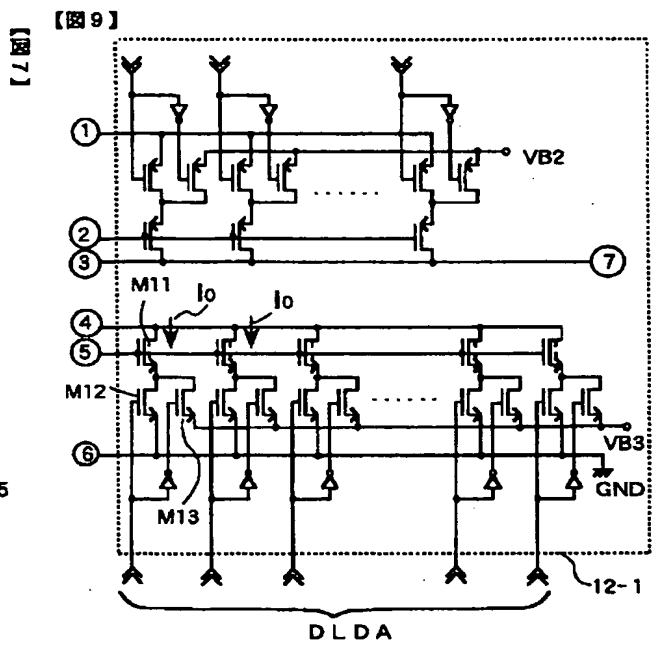 【図9】
【図7】
①
VB2
②
③
⑦
M11
I0
I0
④
⑤
M12
VB3
⑥
GND
M13
5
12-1
DLDA